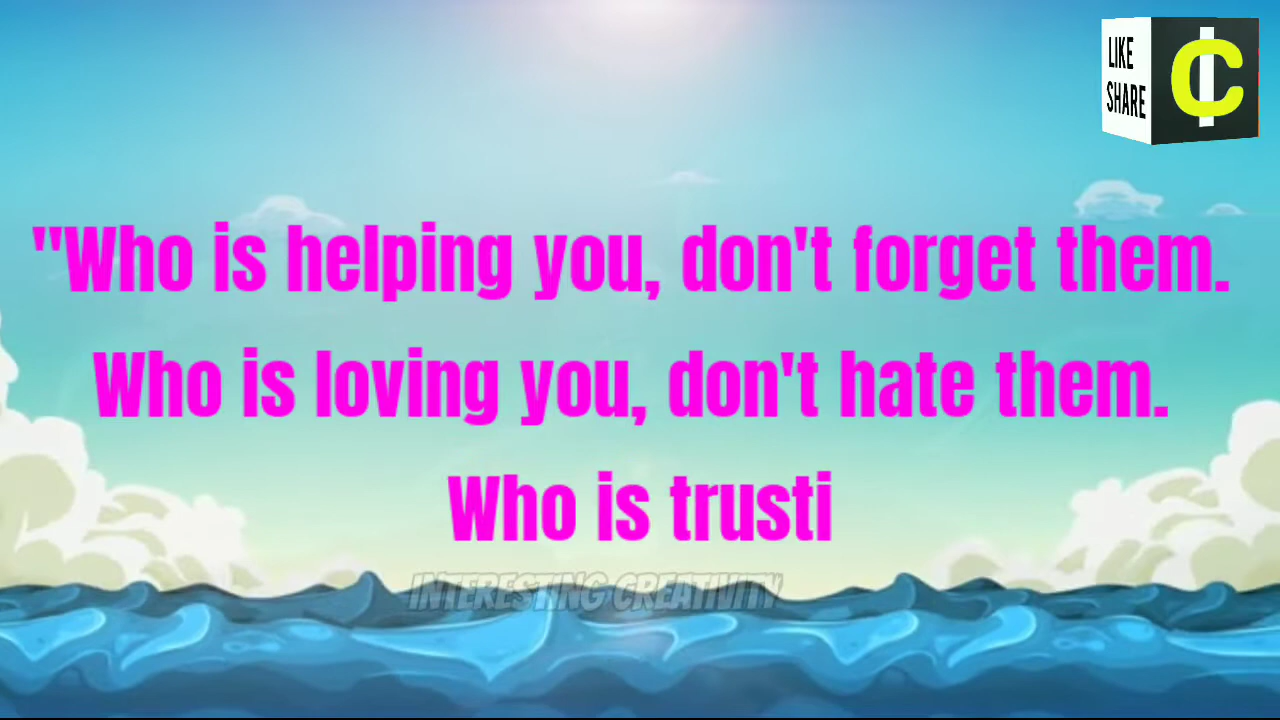 LIKE
SHARE
C
"Who is helping you, don't forget them.
Who is loving you, don't hate them.
Who is trusti
INTERESTING CREATIVITY